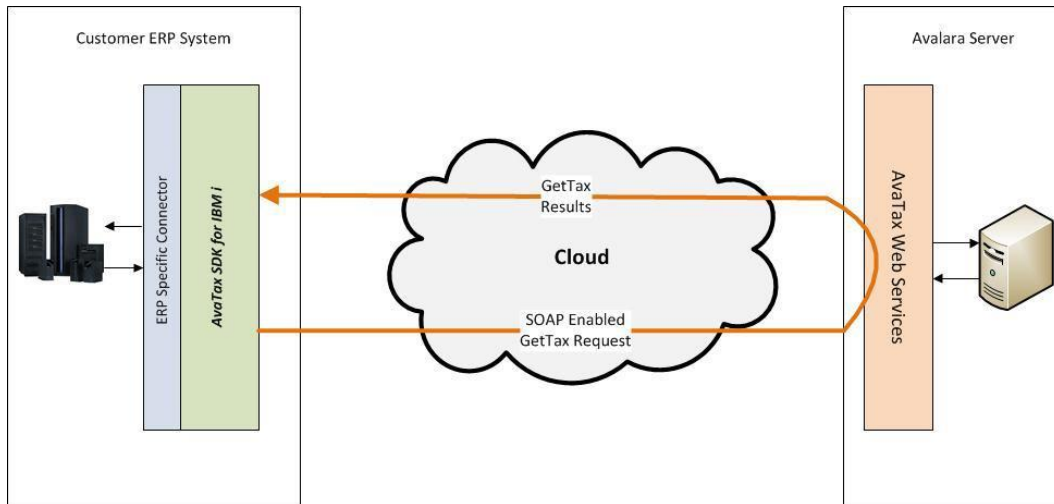 Customer ERP System
Avalara Server
ERP Specific Connector
AvaTax SDK for IBM i
GetTax
Results
Cloud
SOAP Enabled
GetTax Request
AvaTax Web Services